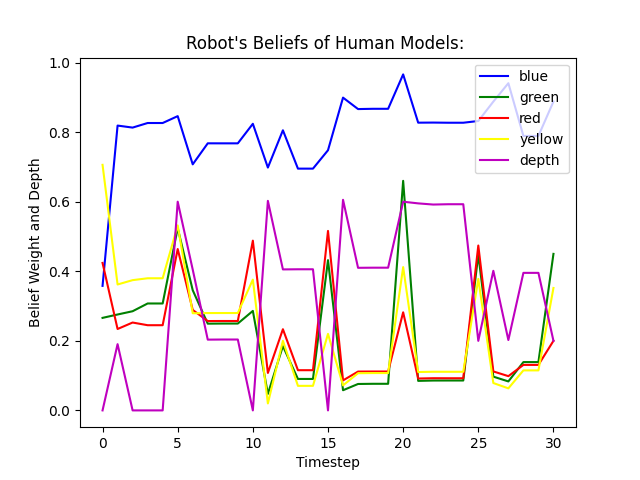 Robot's Beliefs of Human Models:
1.0
0.8
0.6
0.4
0.2
0.0
Belief Weight and Depth
blue
green
red
yellow
depth
0 5 10 15 20 25 30
Timestep